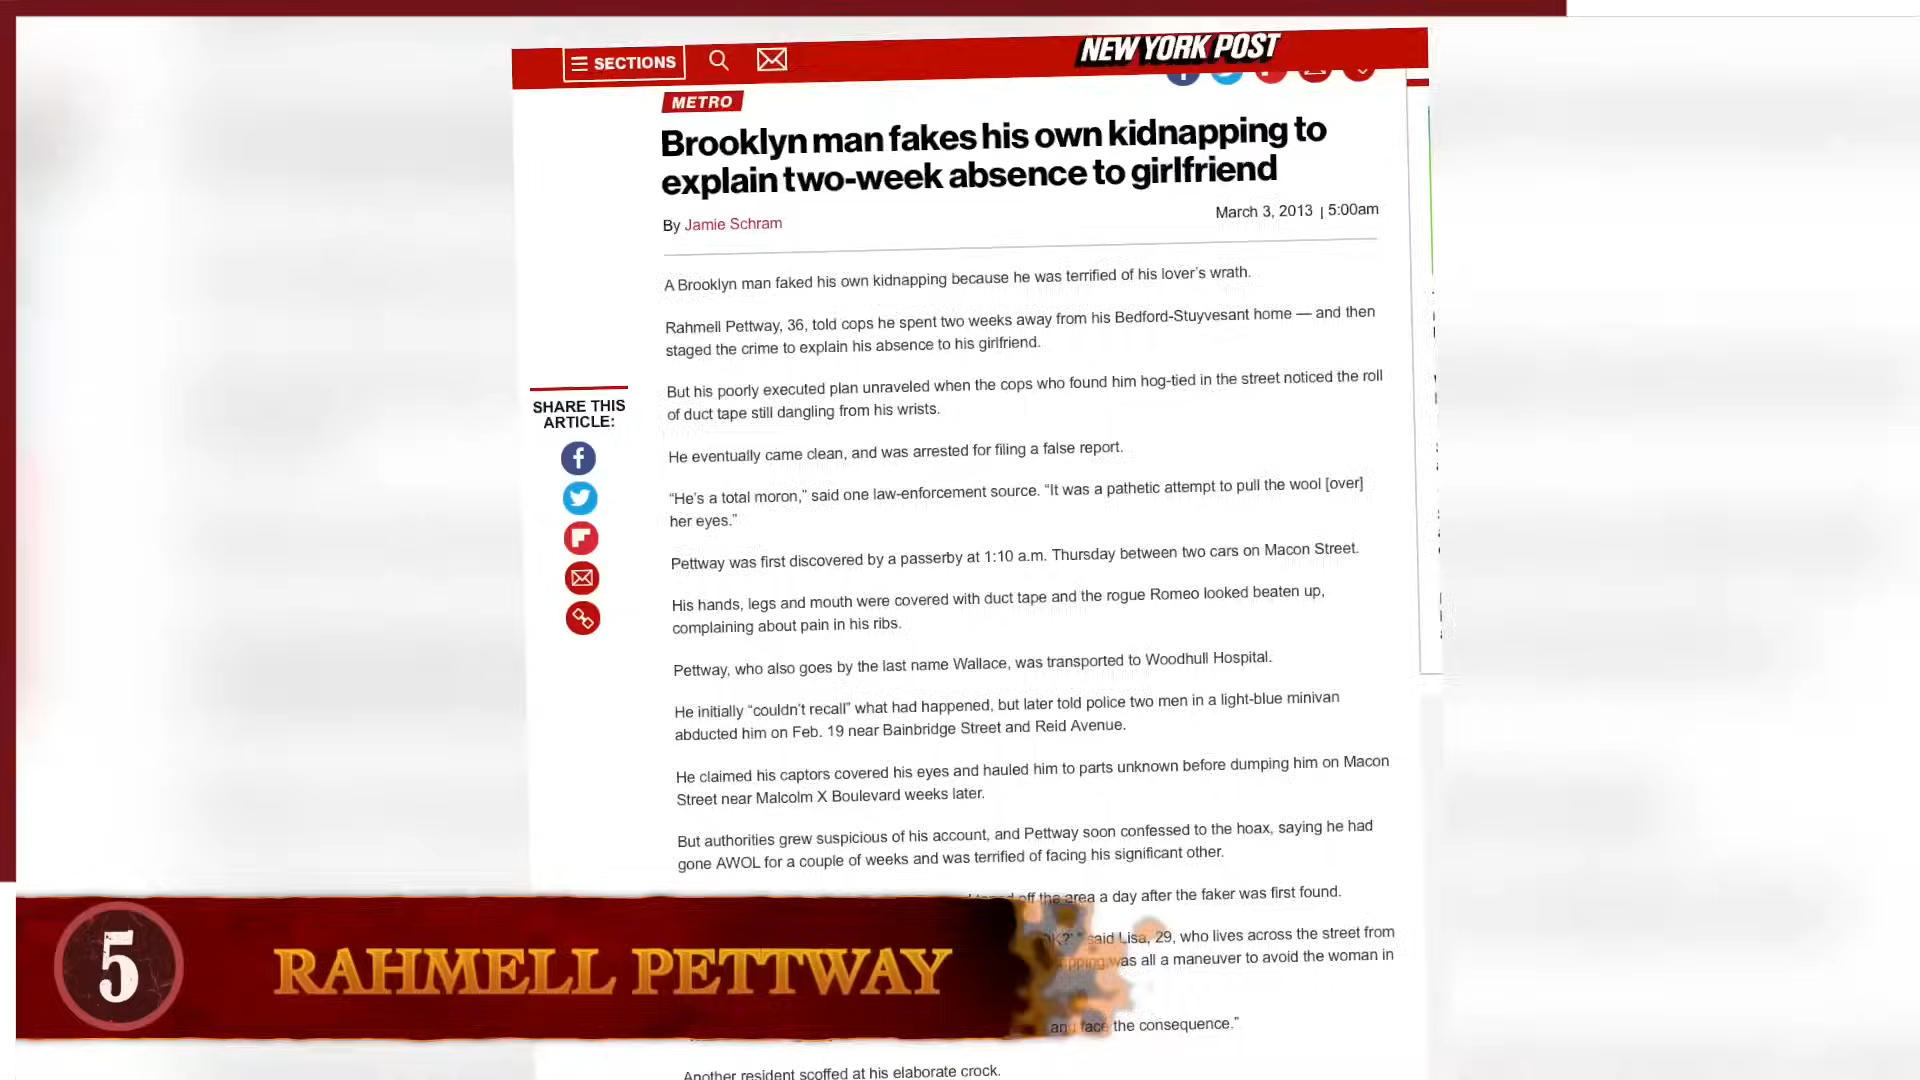 SECTIONS
NEW YORK POST
METRO
Brooklyn man fakes his own kidnapping to
explain two-week absence to girlfriend
By Jamie Schram
March 3, 2013 | 5:00am
A Brooklyn man faked his own kidnapping because he was terrified of his lover's wrath.
Rahmell Pettway, 36, told cops he spent two weeks away from his Bedford-Stuyvesant home — and then
staged the crime to explain his absence to his girlfriend.
But his poorly executed plan unraveled when the cops who found him hog-tied in the street noticed the roll
of duct tape still dangling from his wrists.
SHARE THIS
ARTICLE:
He eventually came clean, and was arrested for filing a false report.
“He's a total moron,” said one law-enforcement source. “It was a pathetic attempt to pull the wool [over]
her eyes.”
Pettway was first discovered by a passerby at 1:10 a.m. Thursday between two cars on Macon Street.
His hands, legs and mouth were covered with duct tape and the rogue Romeo looked beaten up,
complaining about pain in his ribs.
Pettway, who also goes by the last name Wallace, was transported to Woodhull Hospital.
He initially “couldn't recall” what had happened, but later told police two men in a light-blue minivan
abducted him on Feb. 19 near Bainbridge Street and Reid Avenue.
He claimed his captors covered his eyes and hauled him to parts unknown before dumping him on Macon
Street near Malcolm X Boulevard weeks later.
But authorities grew suspicious of his account, and Pettway soon confessed to the hoax, saying he had
gone AWOL for a couple of weeks and was terrified of facing his significant other.
off the area a day after the faker was first found.
said Lisa, 29, who lives across the street from
was all a maneuver to avoid the woman in
and face the consequence.”
Another resident scoffed at his elaborate crock.
5
RAHMELL PETTWAY